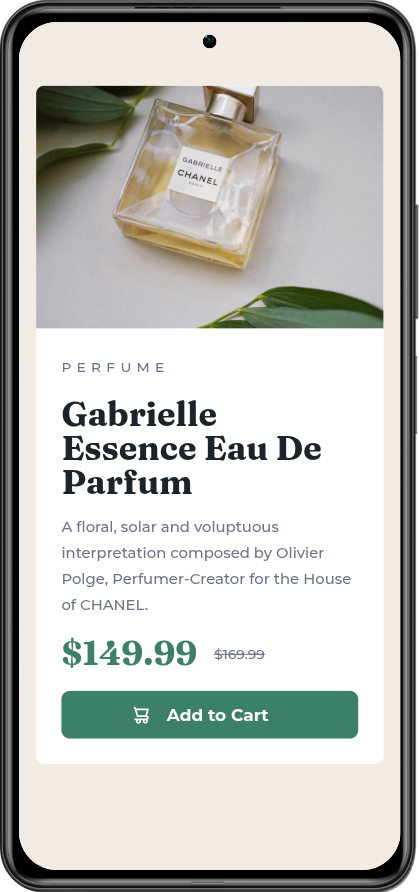 GABRIELLE
CHANEL
PARIS
PERFUME
Gabrielle
Essence Eau De
Parfum
A floral, solar and voluptuous
interpretation composed by Olivier
Polge, Perfumer-Creator for the House
of CHANEL.
$149.99 $169.99
Add to Cart